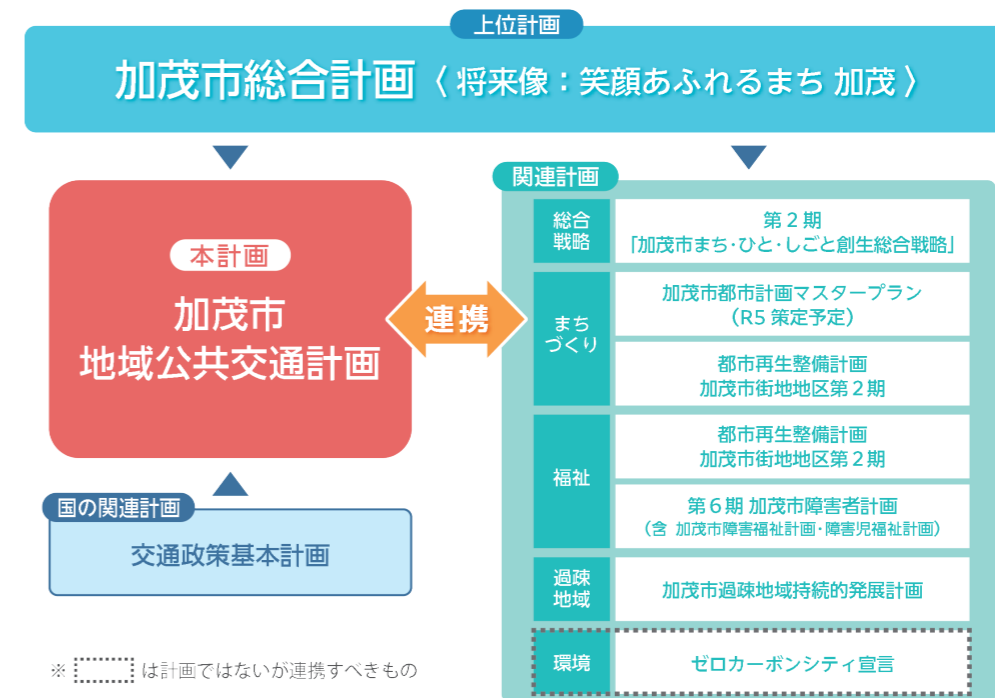 上位計画
加茂市総合計画〈 将来像：笑顔あふれるまち 加茂 〉
本計画
加茂市
地域公共交通計画
連携
国の関連計画
交通政策基本計画
※ は計画ではないが連携すべきもの
関連計画
総合
戦略
第２期
「加茂市まち・ひと・しごと創生総合戦略」
まち
づくり
加茂市都市計画マスタープラン
（R5 策定予定）
都市再生整備計画
加茂市街地地区第２期
福祉
都市再生整備計画
加茂市街地地区第２期
第６期 加茂市障害者計画
（含 加茂市障害福祉計画・障害児福祉計画）
過疎
地域
加茂市過疎地域持続的発展計画
環境
ゼロカーボンシティ宣言